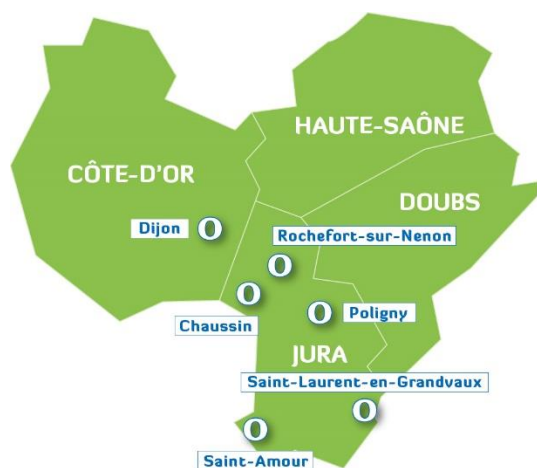 HAUTE-SAÔNE
CÔTE-D'OR
DOUBS
Dijon
O
Rochefort-sur-Nenon
O
O
Chaussin
O
Poligny
JURA
Saint-Laurent-en-Grandvaux
O
O
Saint-Amour